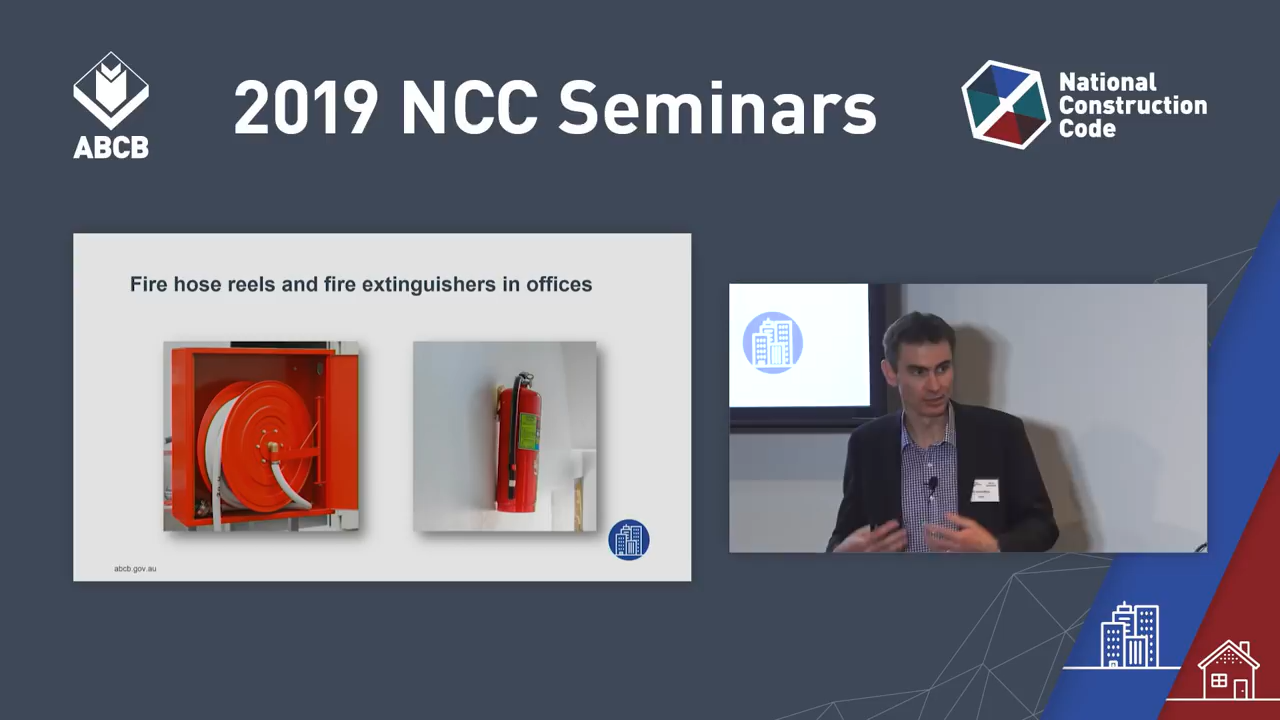 ABCB
2019 NCC Seminars
National
Construction
Code
Fire hose reels and fire extinguishers in offices
abcb.gov.au